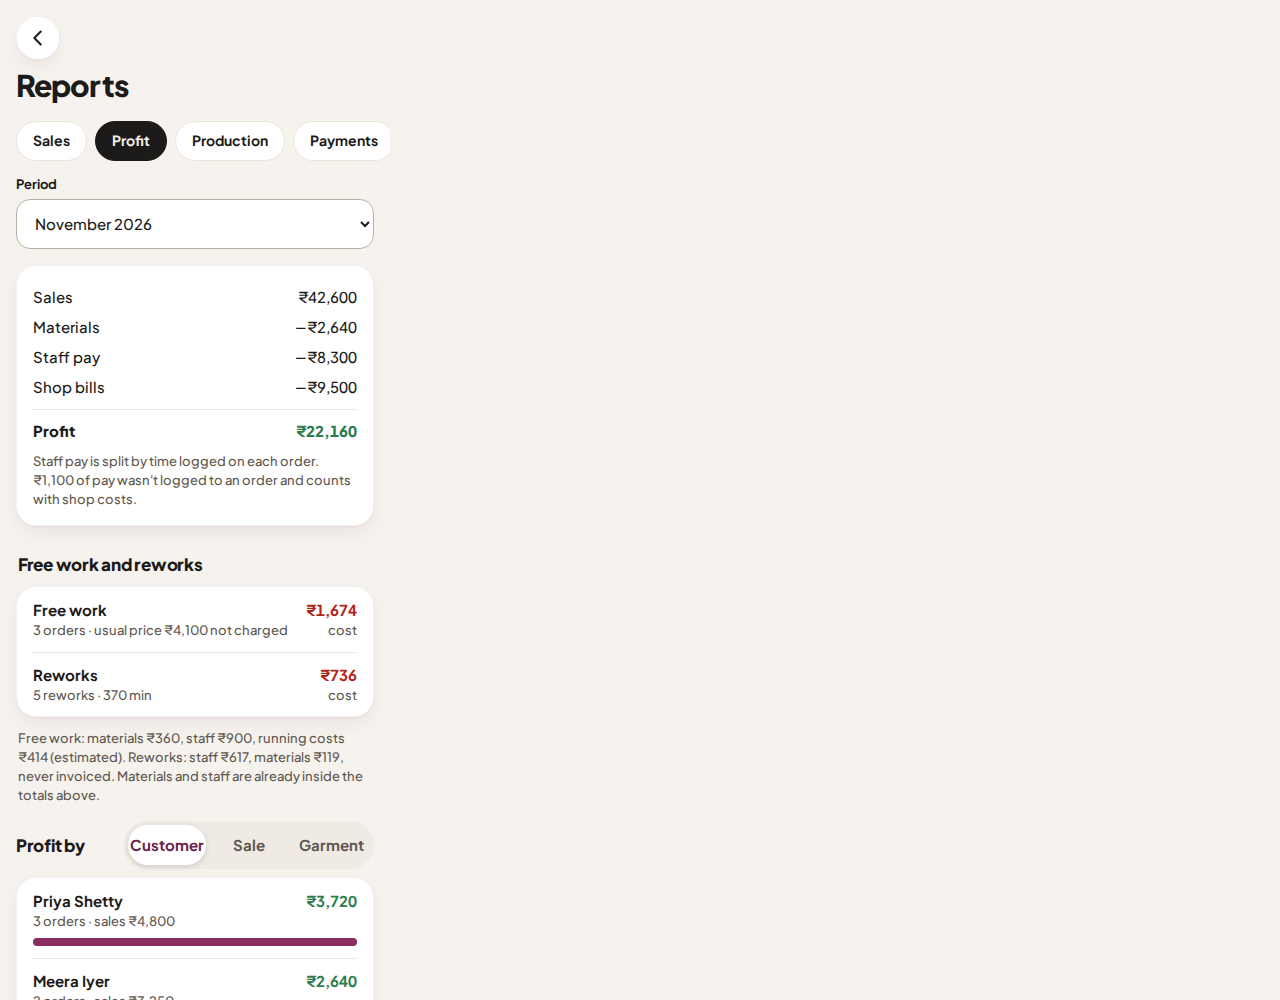 Reports
Sales Profit Production Payments
Period
November 2026
Sales ₹42,600
Materials –₹2,640
Staff pay –₹8,300
Shop bills –₹9,500
Profit ₹22,160
Staff pay is split by time logged on each order.
₹1,100 of pay wasn't logged to an order and counts
with shop costs.
Free work and reworks
Free work ₹1,674
3 orders · usual price ₹4,100 not charged cost
Reworks ₹736
5 reworks · 370 min cost
Free work: materials ₹360, staff ₹900, running costs
₹414 (estimated). Reworks: staff ₹617, materials ₹119,
never invoiced. Materials and staff are already inside the
totals above.
Profit by Customer Sale Garment
Priya Shetty ₹3,720
3 orders · sales ₹4,800
Meera Iyer ₹2,640